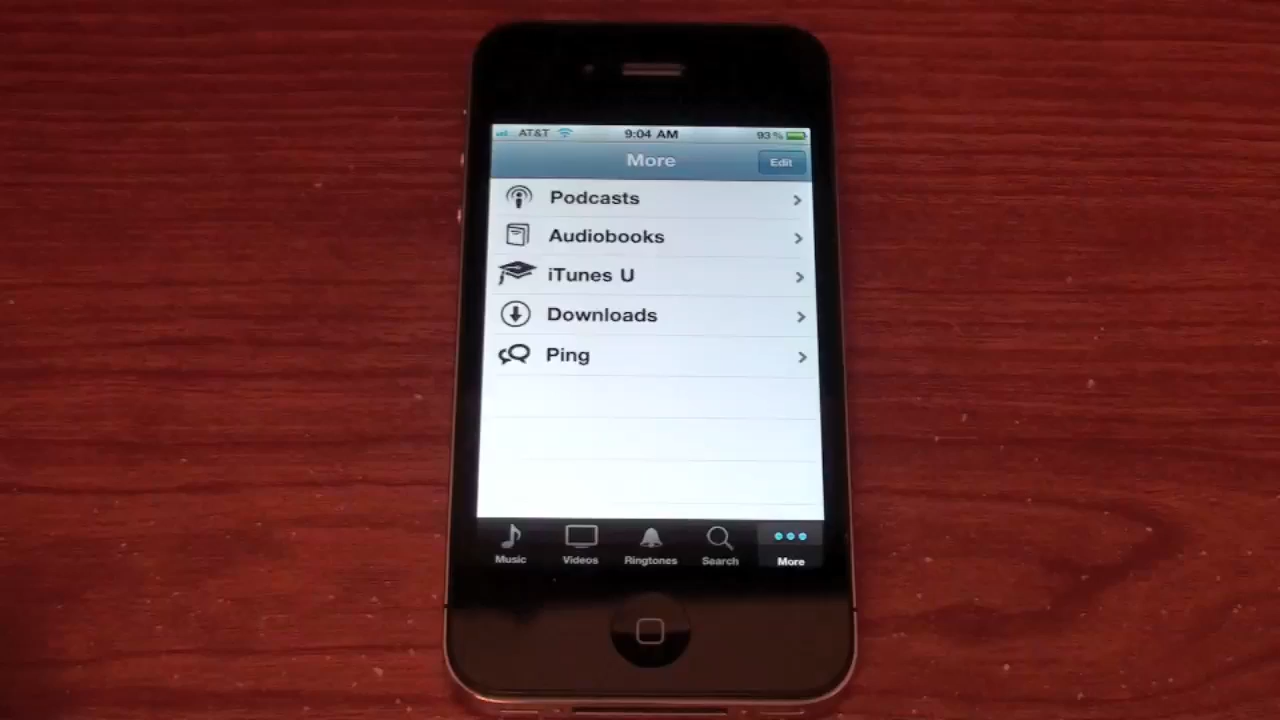 AT&T 9:04 AM 93%
More Edit
Podcasts
Audiobooks
iTunes U
Downloads
Ping
Music Videos Ringtones Search More